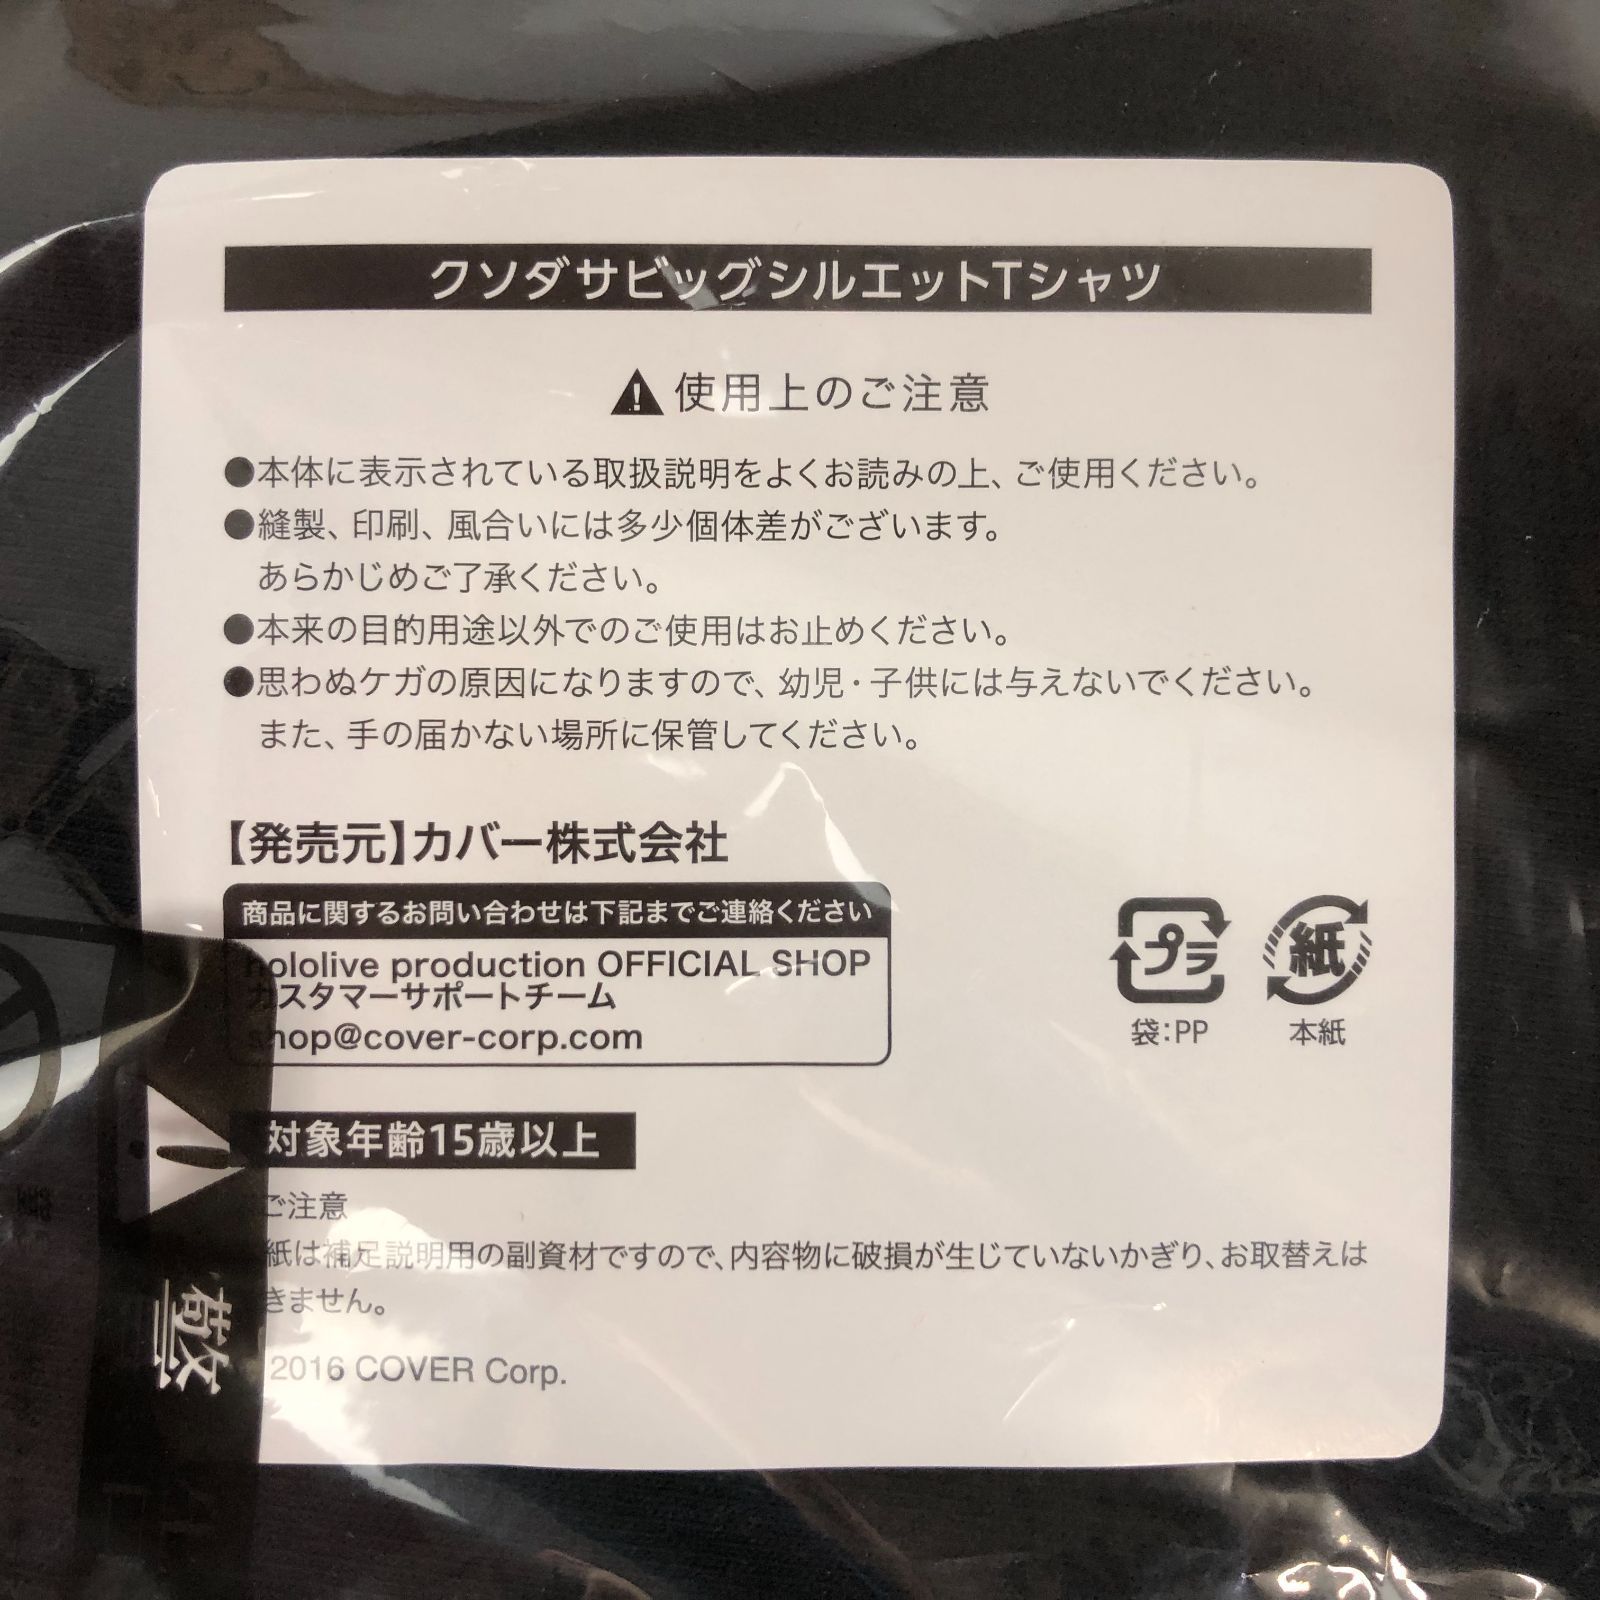 クソダサビッグシルエットTシャツ
使用上のご注意
●本体に表示されている取扱説明をよくお読みの上、ご使用ください。
●縫製、印刷、風合いには多少個体差がございます。
あらかじめご了承ください。
●本来の目的用途以外でのご使用はお止めください。
●思わぬケガの原因になりますので、幼児・子供には与えないでください。
また、手の届かない場所に保管してください。
【発売元】カバー株式会社
商品に関するお問い合わせは下記までご連絡ください
hololive production OFFICIAL SHOP
カスタマーサポートチーム
shop@cover-corp.com
プラ
紙
袋:PP
本紙
対象年齢15歳以上
ご注意
紙は補足説明用の副資材ですので、内容物に破損が生じていないかぎり、お取替えは
きません。
2016 COVER Corp.
警